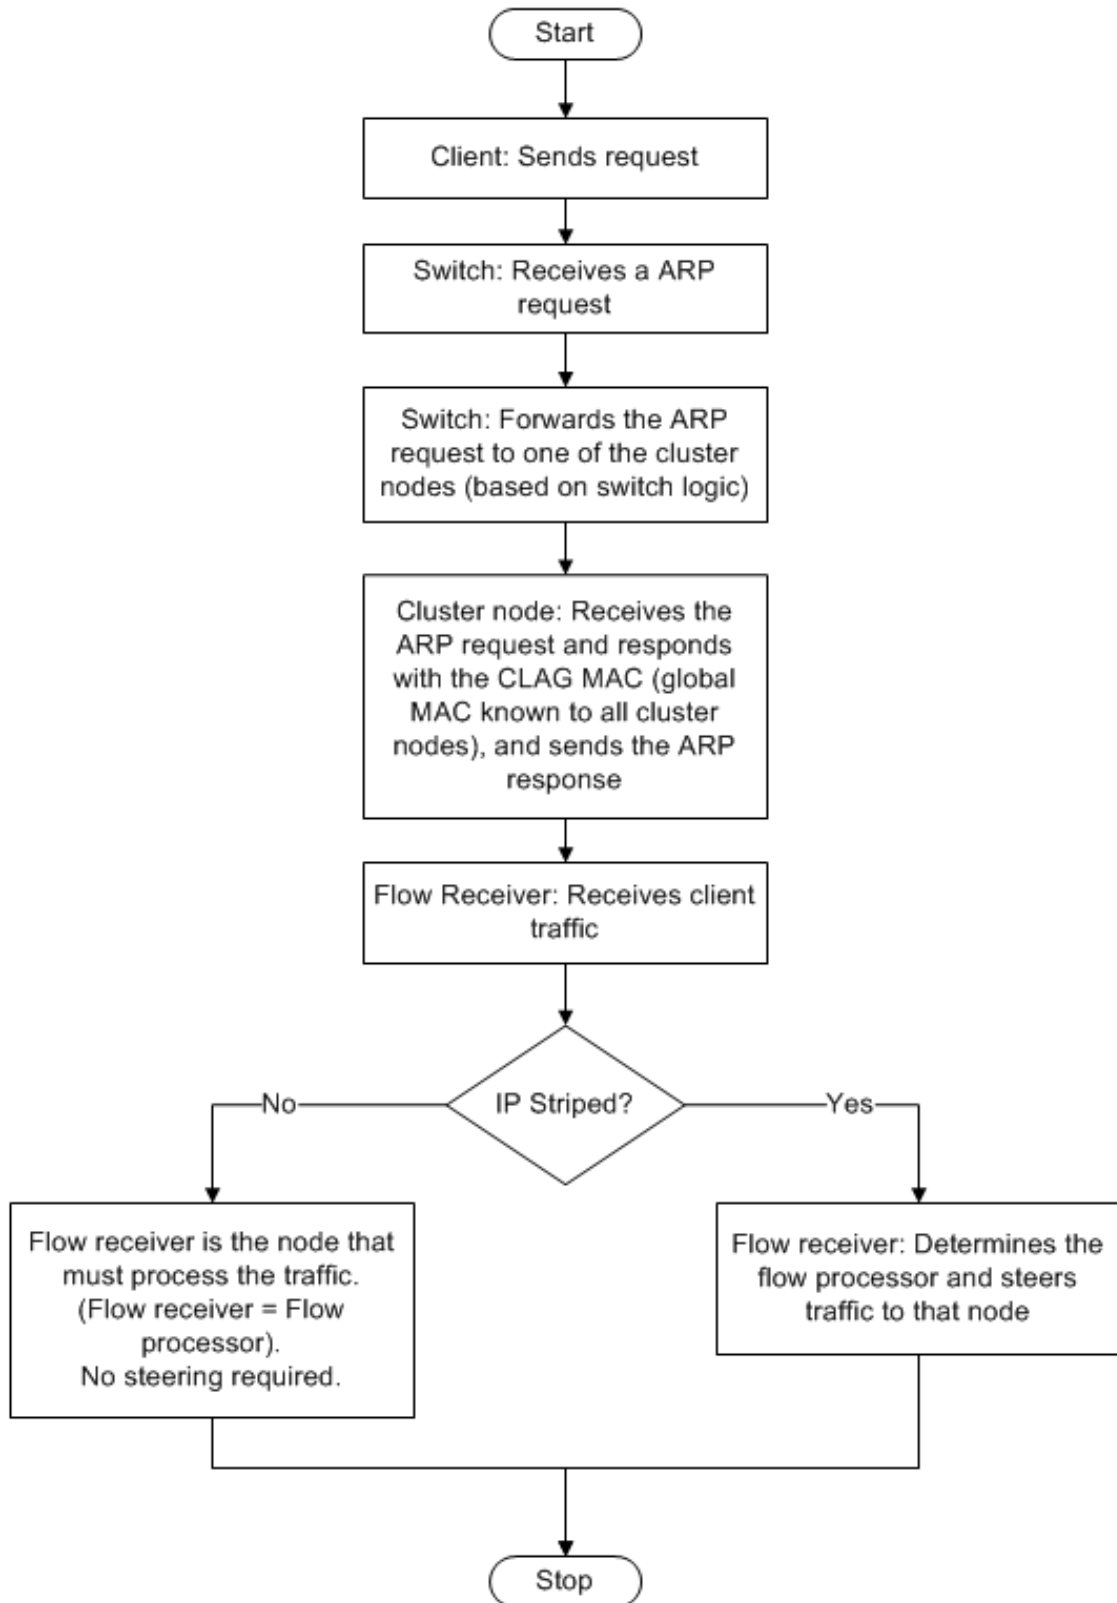 Start
Client: Sends request
Switch: Receives a ARP
request
Switch: Forwards the ARP
request to one of the cluster
nodes (based on switch logic)
Cluster node: Receives the
ARP request and responds
with the CLAG MAC (global
MAC known to all cluster
nodes), and sends the ARP
response
Flow Receiver: Receives client
traffic
IP Striped?
No
Yes
Flow receiver is the node that
must process the traffic.
(Flow receiver = Flow
processor).
No steering required.
Flow receiver: Determines the
flow processor and steers
traffic to that node
Stop